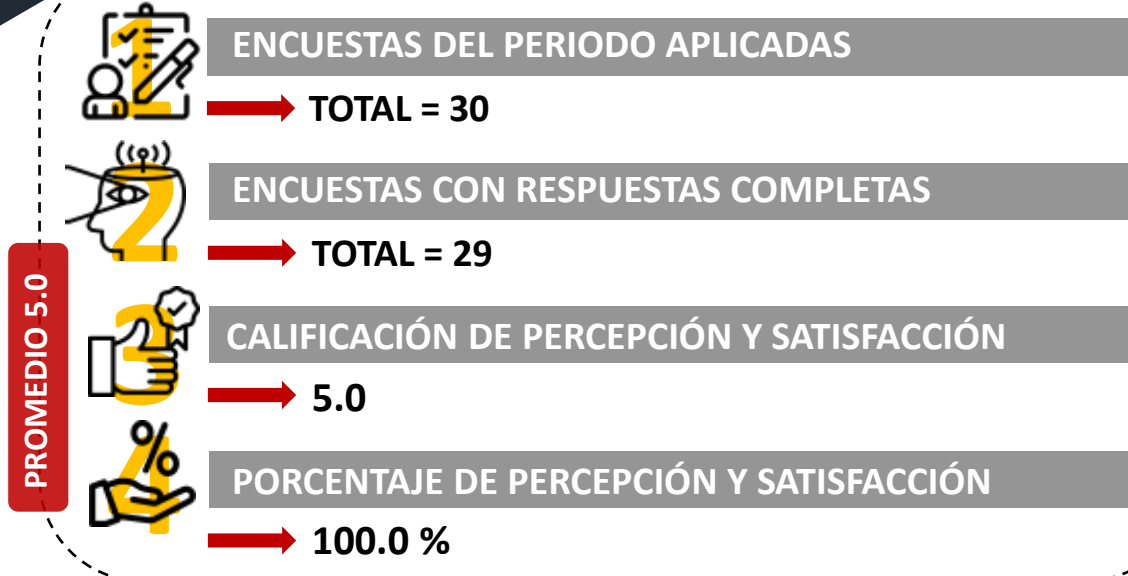 1
ENCUESTAS DEL PERIODO APLICADAS
TOTAL = 30
2
ENCUESTAS CON RESPUESTAS COMPLETAS
TOTAL = 29
PROMEDIO 5.0
3
CALIFICACIÓN DE PERCEPCIÓN Y SATISFACCIÓN
5.0
4
%
PORCENTAJE DE PERCEPCIÓN Y SATISFACCIÓN
100.0 %